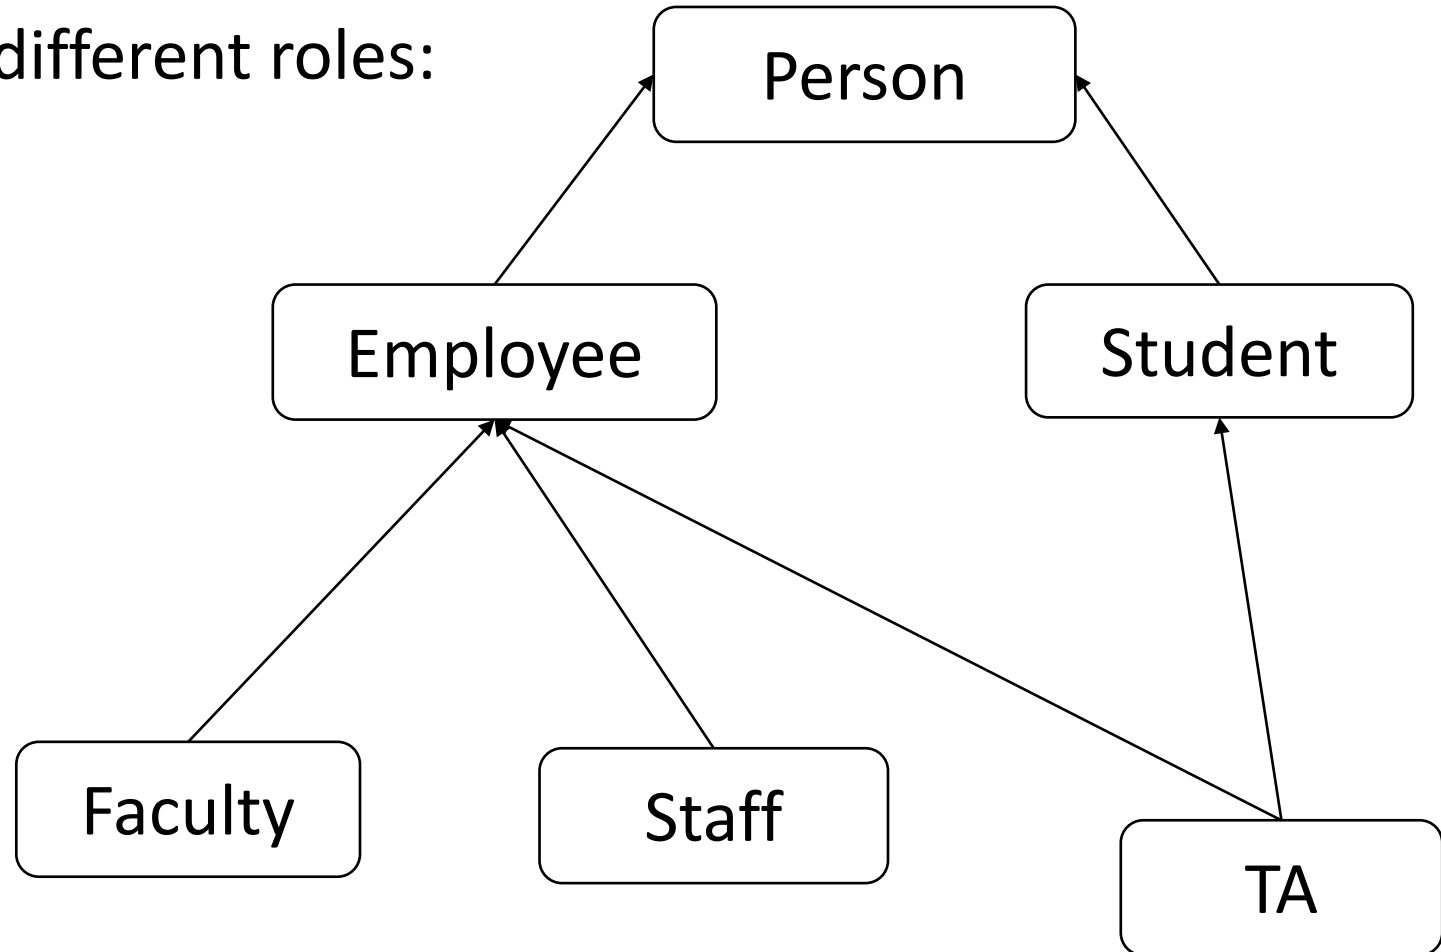 different roles:
Person
Employee
Student
Faculty
Staff
TA